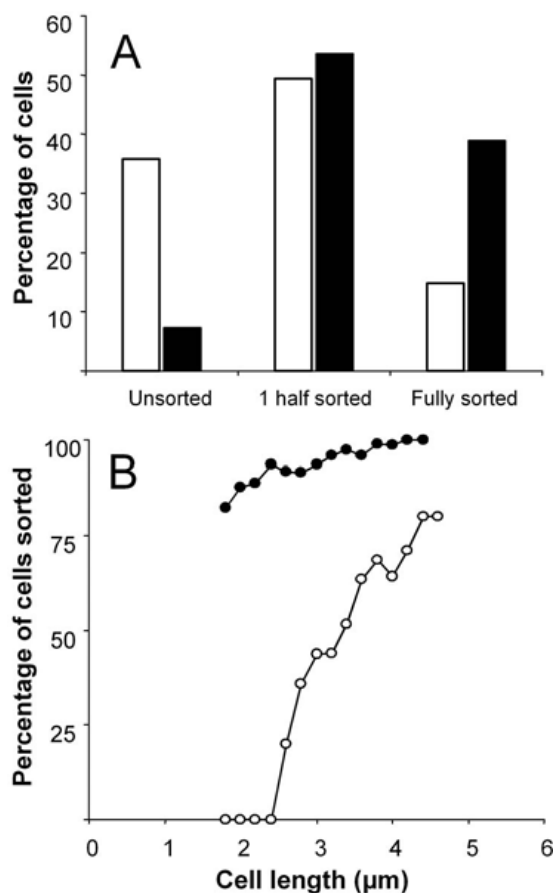 A
Percentage of cells
60
50
40
30
20
10
Unsorted
1 half sorted
Fully sorted
B
Percentage of cells sorted
100
75
50
25
0
1
2
3
4
5
6
Cell length (μm)